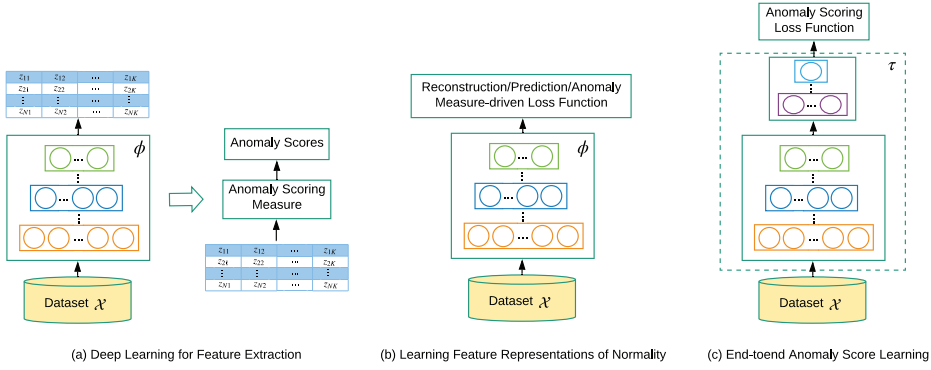 z11 z12 ... z1K
z21 z22 ... z2K
⋮ ⋮ ⋮ ⋮
zN1 zN2 ... zNK
ϕ
...
...
...
Dataset 𝒳
Anomaly Scores
Anomaly Scoring
Measure
z11 z12 ... z1K
z21 z22 ... z2K
⋮ ⋮ ⋮ ⋮
zN1 zN2 ... zNK
(a) Deep Learning for Feature Extraction
Reconstruction/Prediction/Anomaly
Measure-driven Loss Function
ϕ
...
...
...
Dataset 𝒳
(b) Learning Feature Representations of Normality
Anomaly Scoring
Loss Function
τ
...
...
...
...
Dataset 𝒳
(c) End-toend Anomaly Score Learning